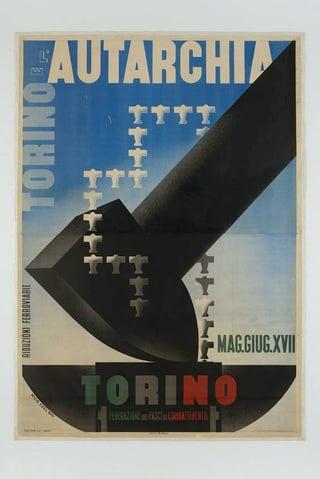 TORINO
E L'
AUTARCHIA
RIDUZIONI FERROVIARIE
MAG.GIUG.XVII
TORINO
FEDERAZIONE DEI FASCI DI COMBATTIMENTO